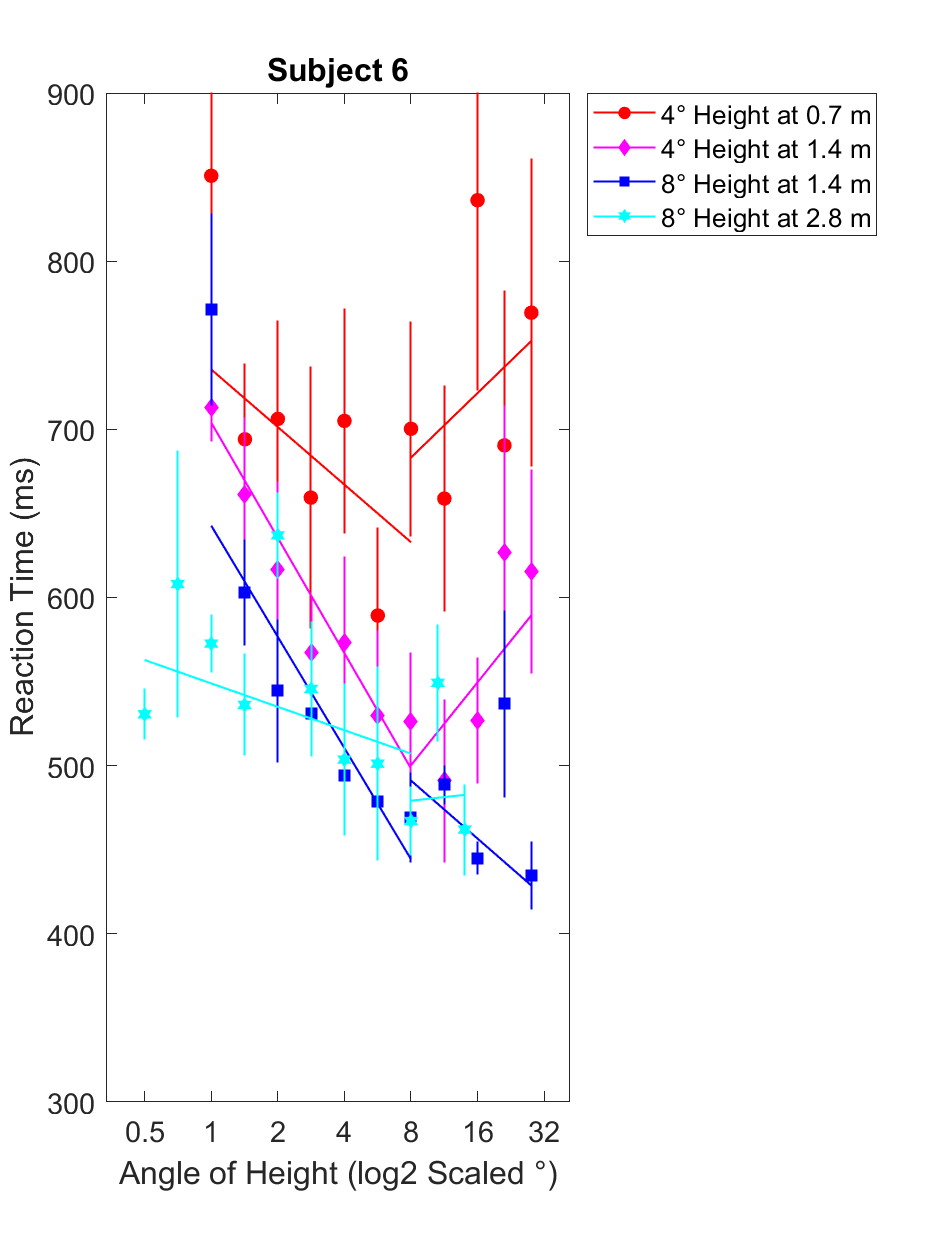 Subject 6
900
800
700
600
500
400
300
0.5 1 2 4 8 16 32
Angle of Height (log2 Scaled °)
Reaction Time (ms)
4° Height at 0.7 m
4° Height at 1.4 m
8° Height at 1.4 m
8° Height at 2.8 m